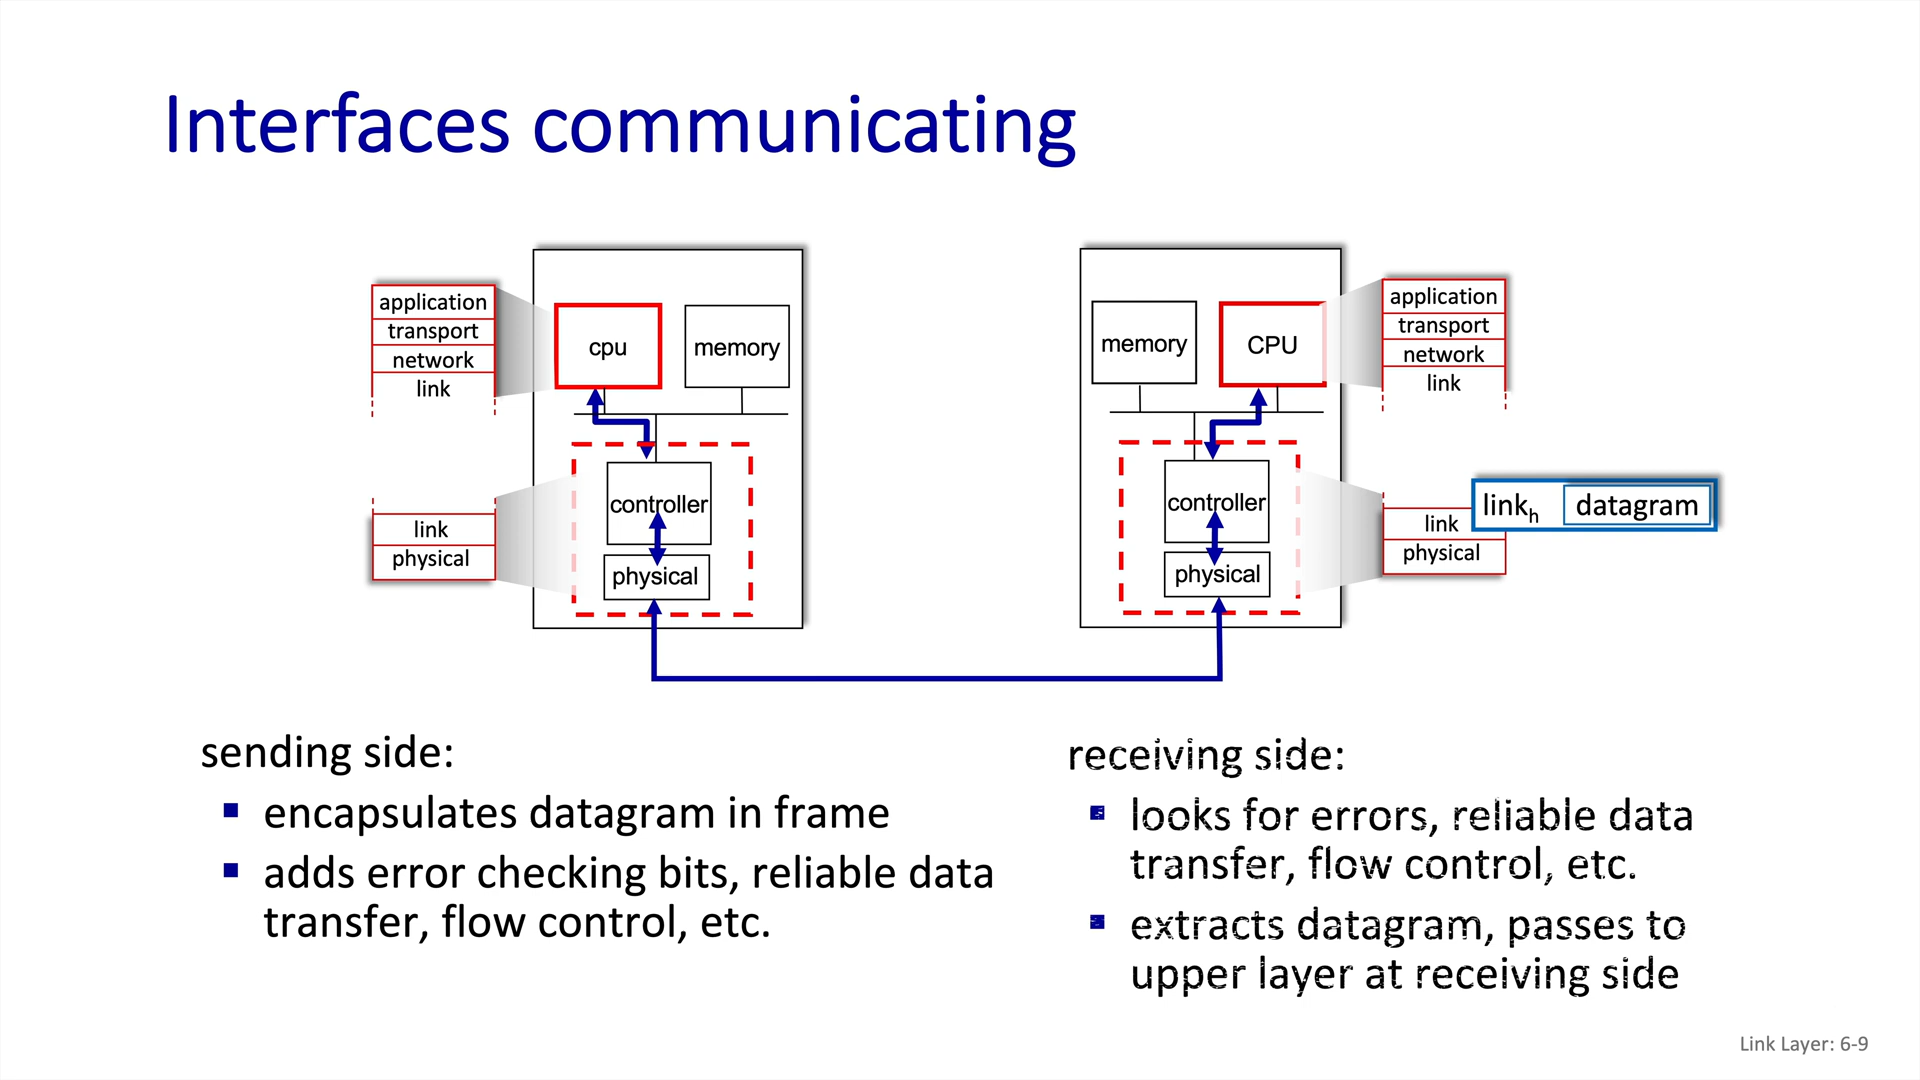 Interfaces communicating
application
transport
network
link
cpu
memory
controller
physical
link
physical
memory
CPU
application
transport
network
link
controller
physical
link
physical
linkh
datagram
sending side:
encapsulates datagram in frame
adds error checking bits, reliable data
transfer, flow control, etc.
receiving side:
looks for errors, reliable data
transfer, flow control, etc.
extracts datagram, passes to
upper layer at receiving side
Link Layer: 6-9